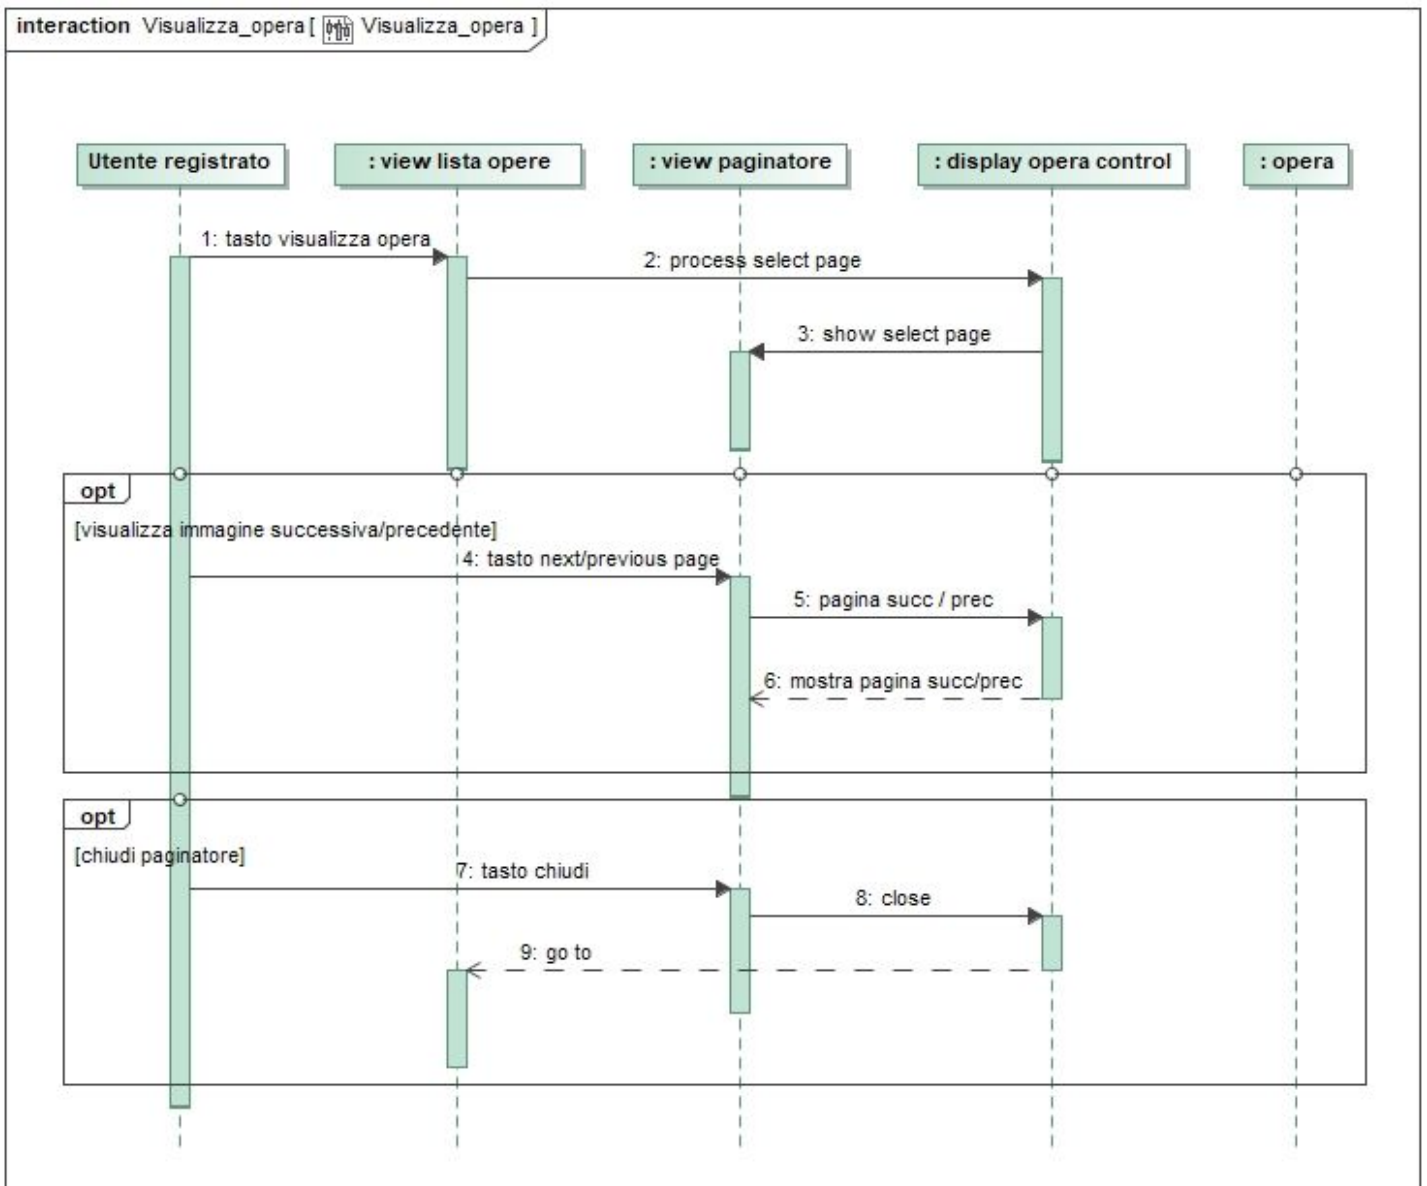 interaction Visualizza_opera [ Visualizza_opera ]
Utente registrato
: view lista opere
: view paginatore
: display opera control
: opera
1: tasto visualizza opera
2: process select page
3: show select page
opt
[visualizza immagine successiva/precedente]
4: tasto next/previous page
5: pagina succ / prec
6: mostra pagina succ/prec
opt
[chiudi paginatore]
7: tasto chiudi
8: close
9: go to